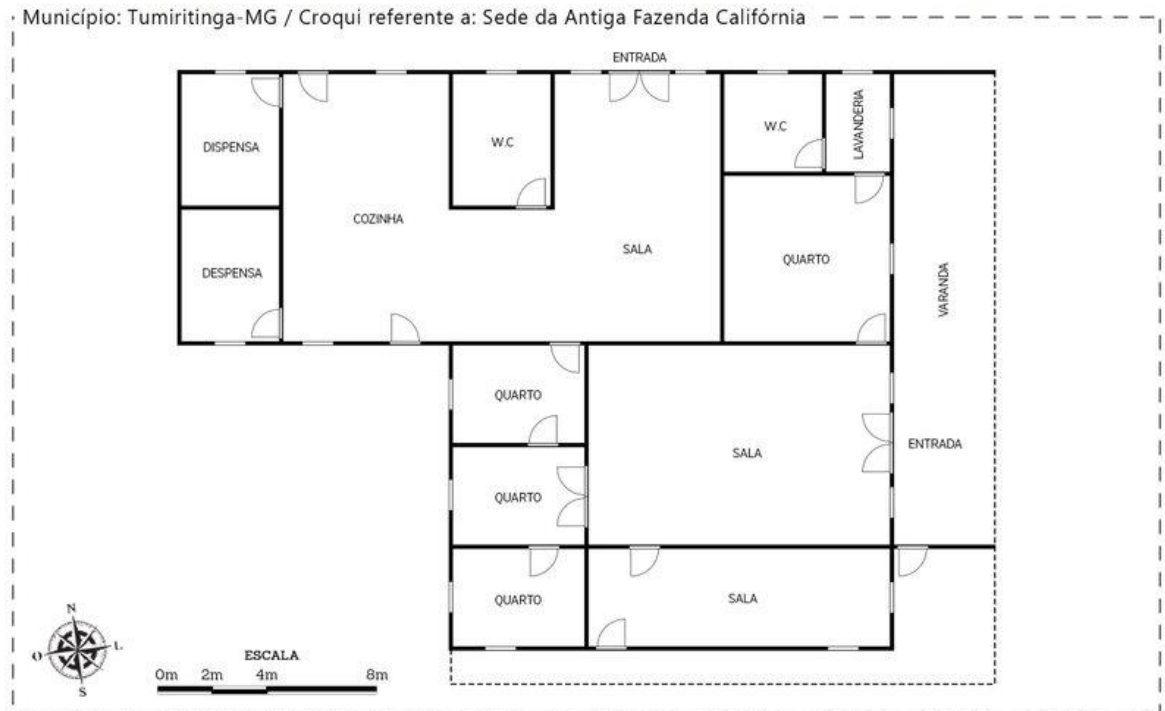 Município: Tumiritinga-MG / Croqui referente a: Sede da Antiga Fazenda Califórnia
ENTRADA
W.C
LAVANDERIA
W.C
DISPENSA
COZINHA
SALA
QUARTO
DESPENSA
VARANDA
QUARTO
ENTRADA
SALA
QUARTO
QUARTO
SALA
N
O
L
S
ESCALA
0m 2m 4m 8m